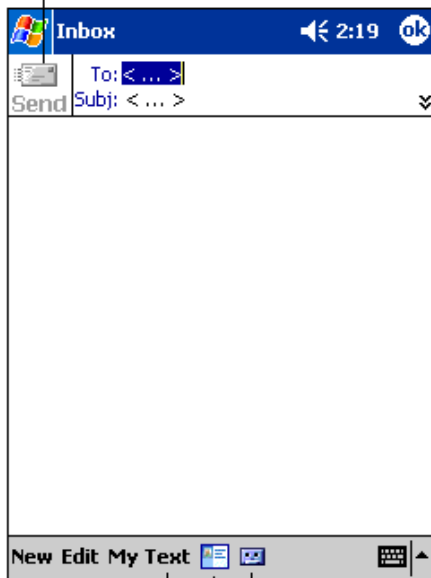 Inbox 2:19 ok
To: < ... >
Send Subj: < ... >
New Edit My Text